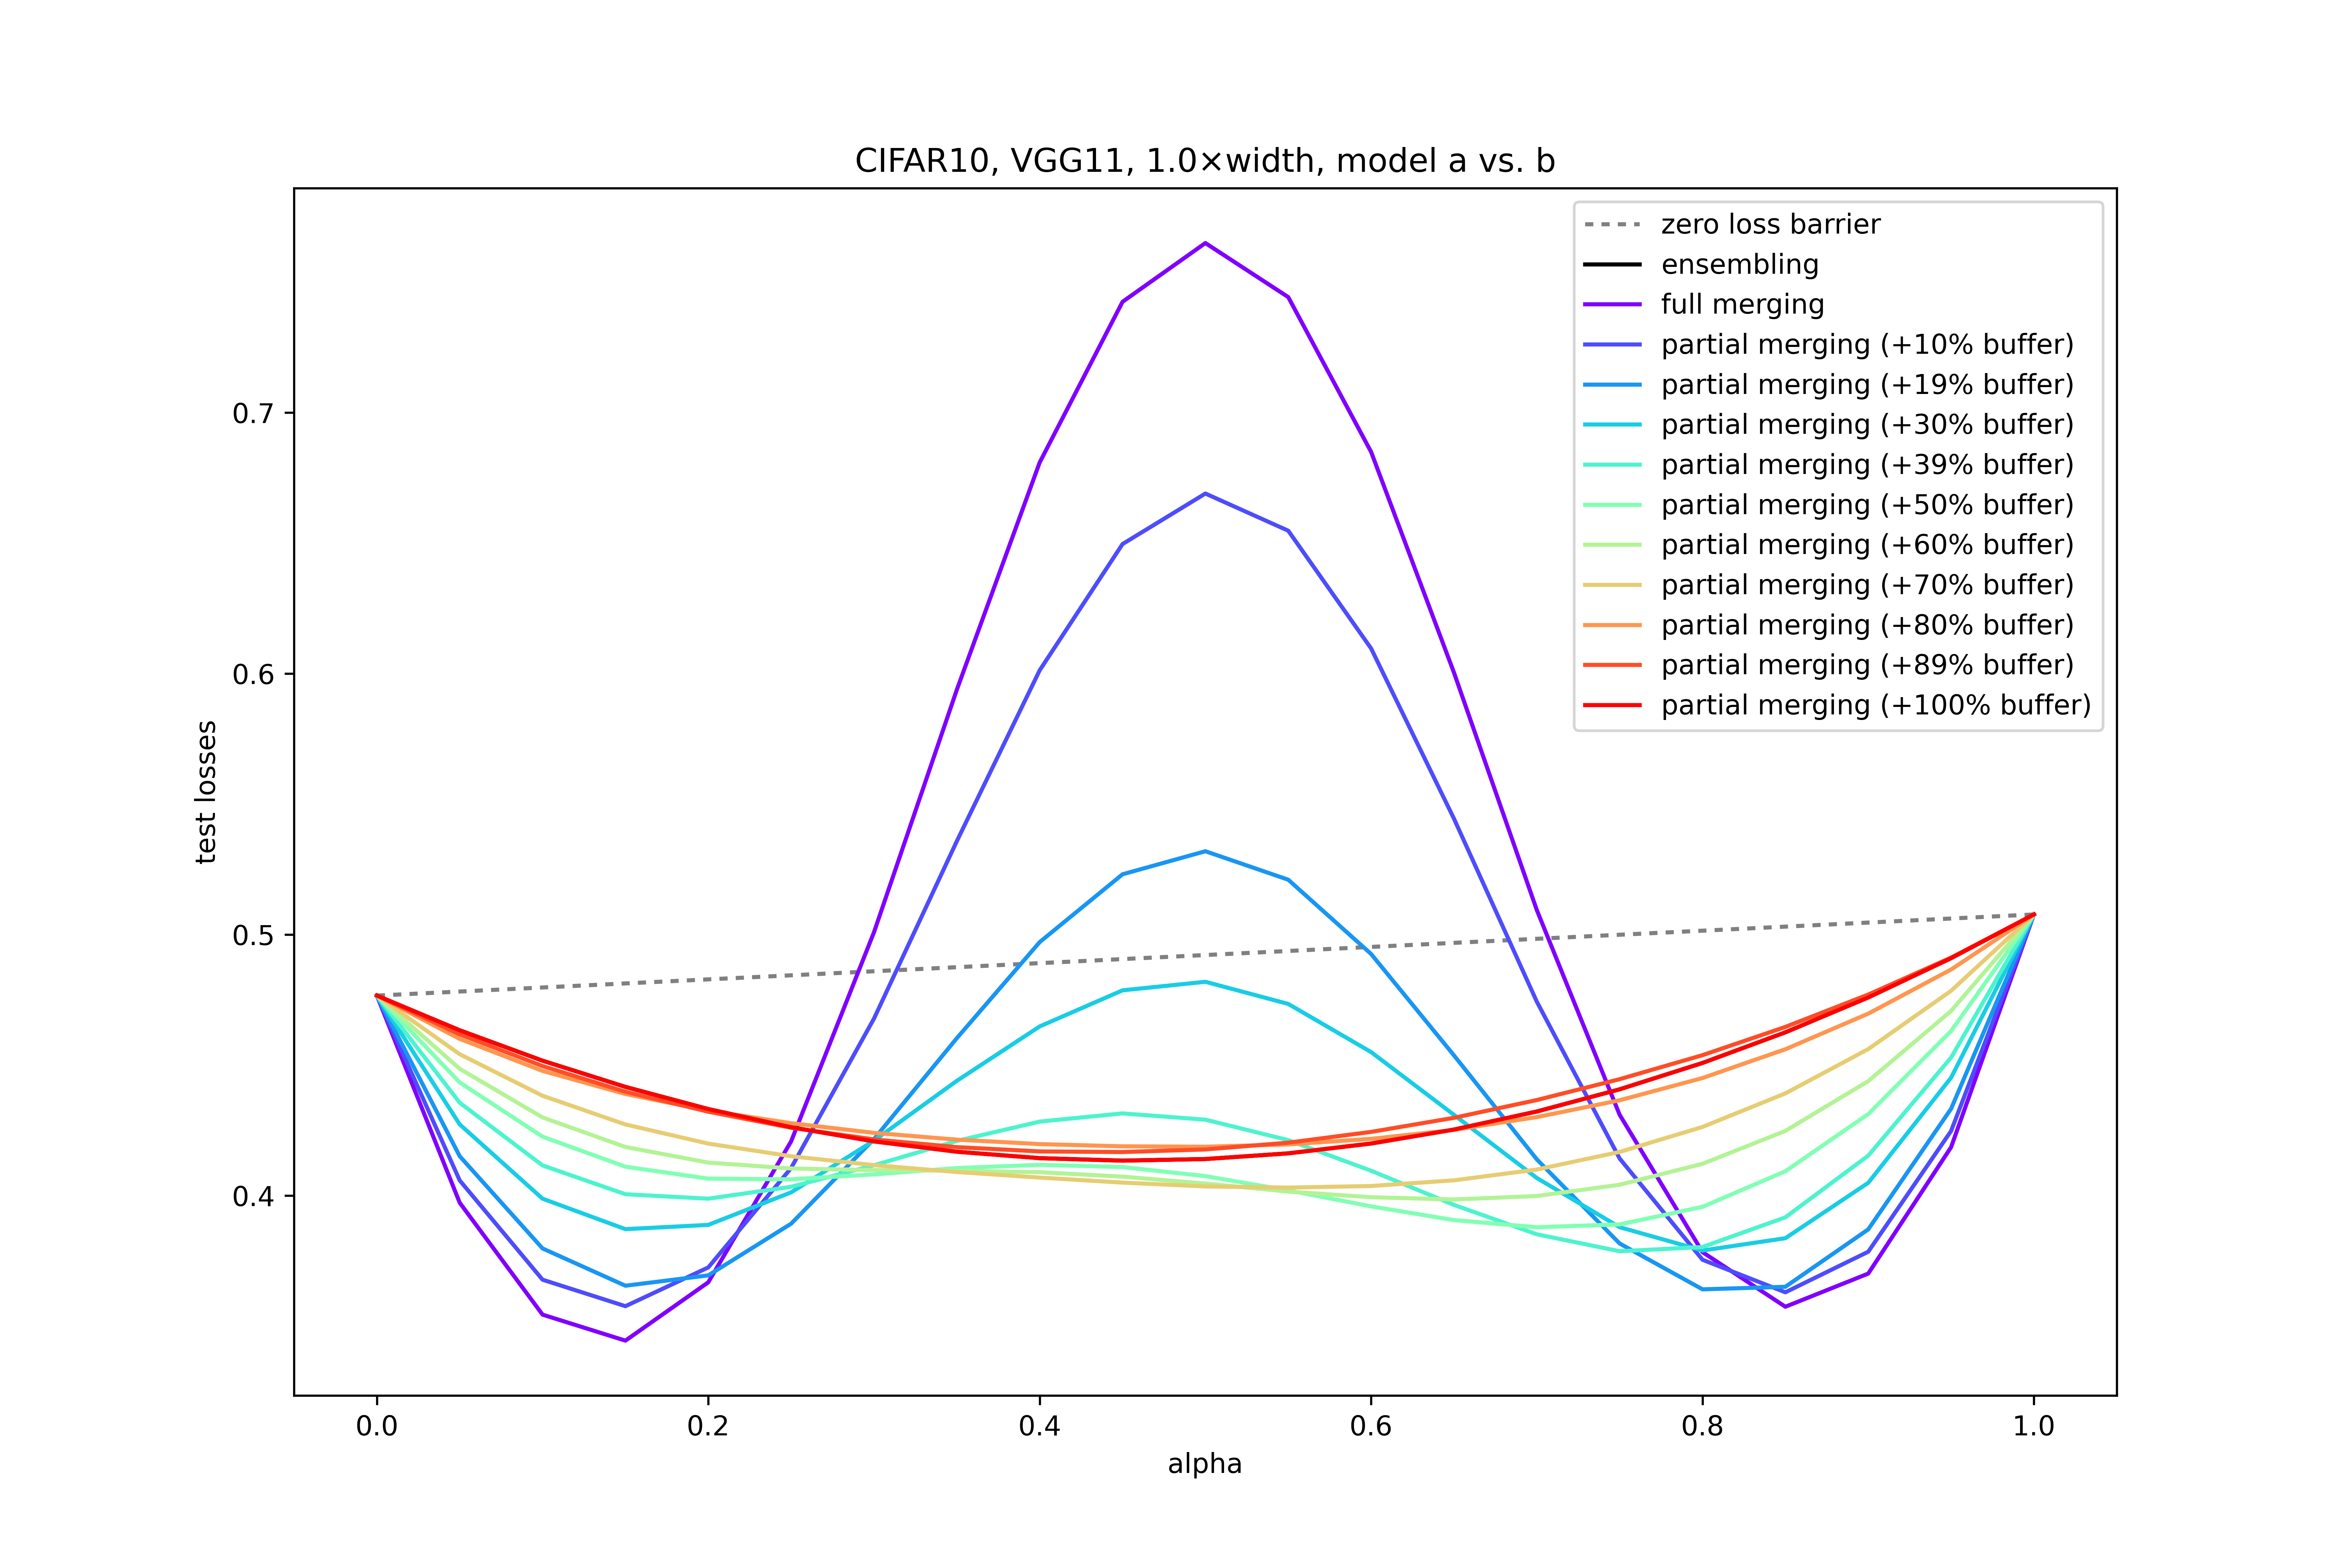 CIFAR10, VGG11, 1.0×width, model a vs. b
zero loss barrier
ensembling
full merging
partial merging (+10% buffer)
partial merging (+19% buffer)
partial merging (+30% buffer)
partial merging (+39% buffer)
partial merging (+50% buffer)
partial merging (+60% buffer)
partial merging (+70% buffer)
partial merging (+80% buffer)
partial merging (+89% buffer)
partial merging (+100% buffer)
test losses
0.7
0.6
0.5
0.4
0.0 0.2 0.4 0.6 0.8 1.0
alpha